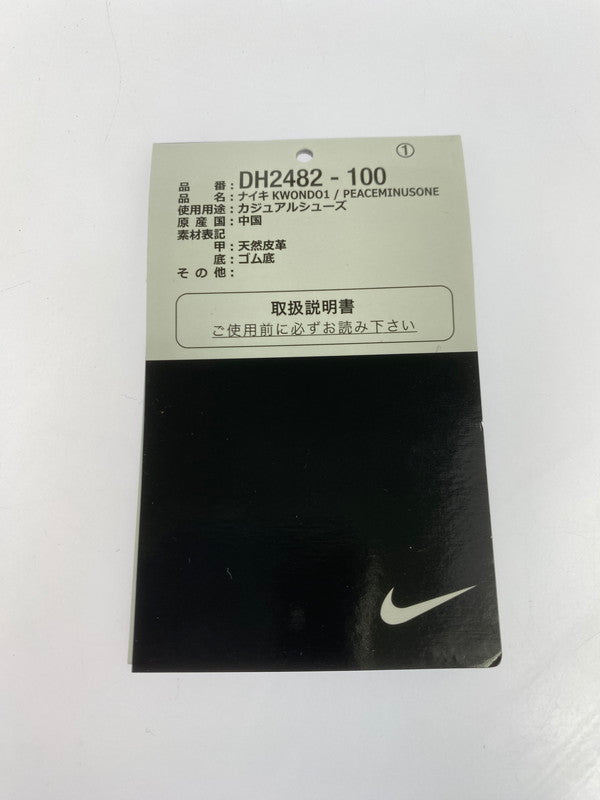 ①
品番：DH2482 - 100
品名：ナイキ KWONDO1 / PEACEMINUSONE
使用用途：カジュアルシューズ
原産国：中国
素材表記
甲：天然皮革
底：ゴム底
その他：
取扱説明書
ご使用前に必ずお読み下さい